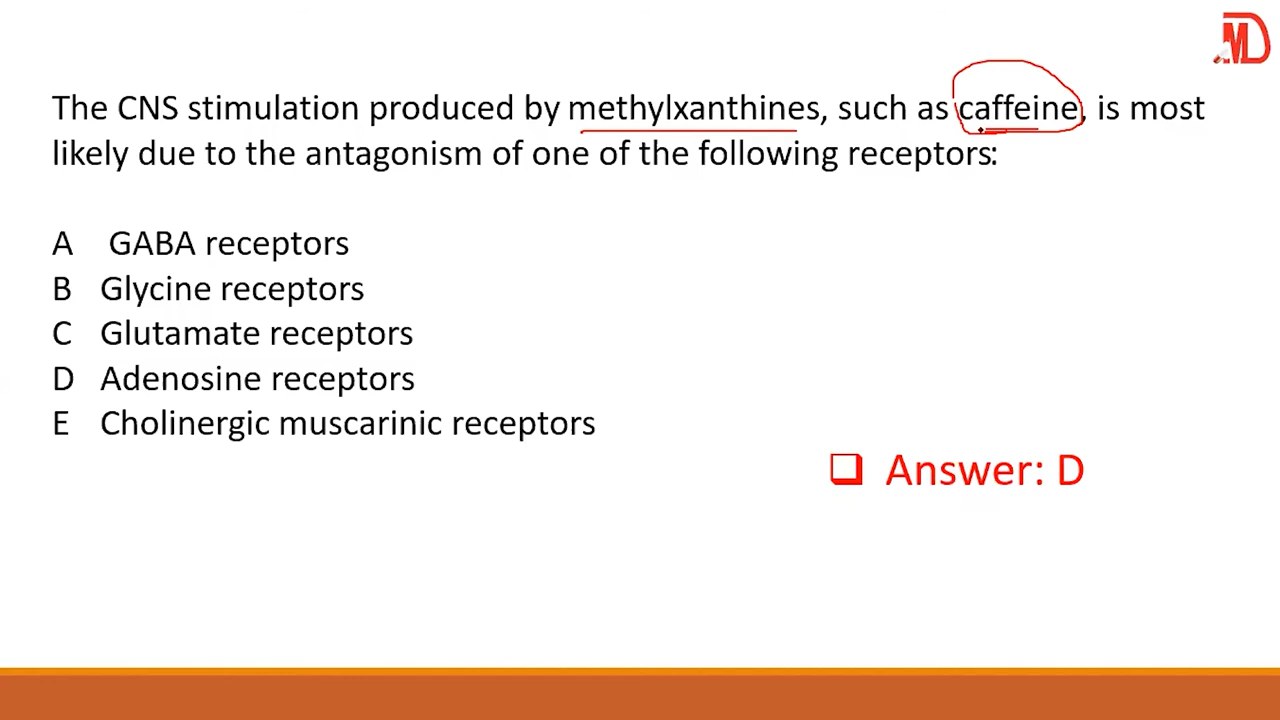 MD
The CNS stimulation produced by methylxanthines, such as caffeine, is most
likely due to the antagonism of one of the following receptors:
A GABA receptors
B Glycine receptors
C Glutamate receptors
D Adenosine receptors
E Cholinergic muscarinic receptors
Answer: D